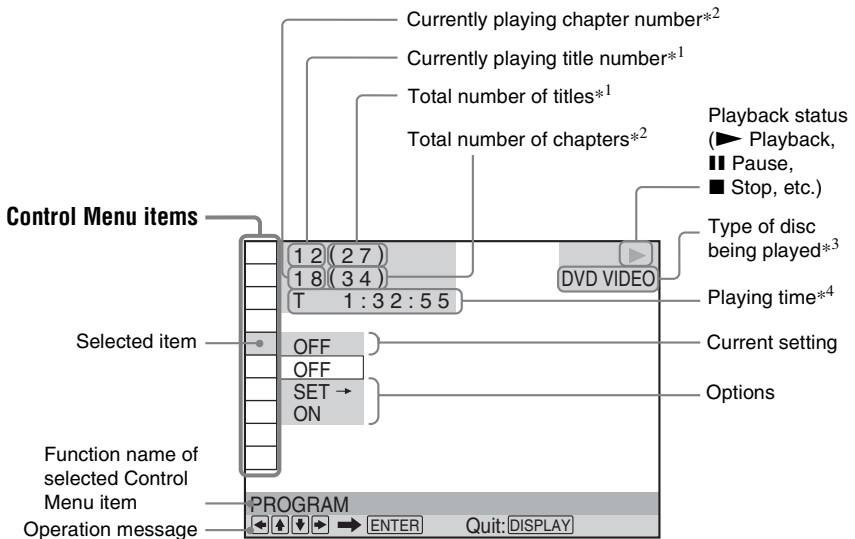 Currently playing chapter number*2
Currently playing title number*1
Total number of titles*1
Total number of chapters*2
Playback status
(► Playback,
❚❚ Pause,
■ Stop, etc.)
Control Menu items
Type of disc
being played*3
12(27)
18(34)
T 1:32:55
DVD VIDEO
Playing time*4
Selected item
Current setting
OFF
OFF
SET →
ON
Options
Function name of
selected Control
Menu item
PROGRAM
Operation message
←↑↓→ ➡ ENTER Quit: DISPLAY